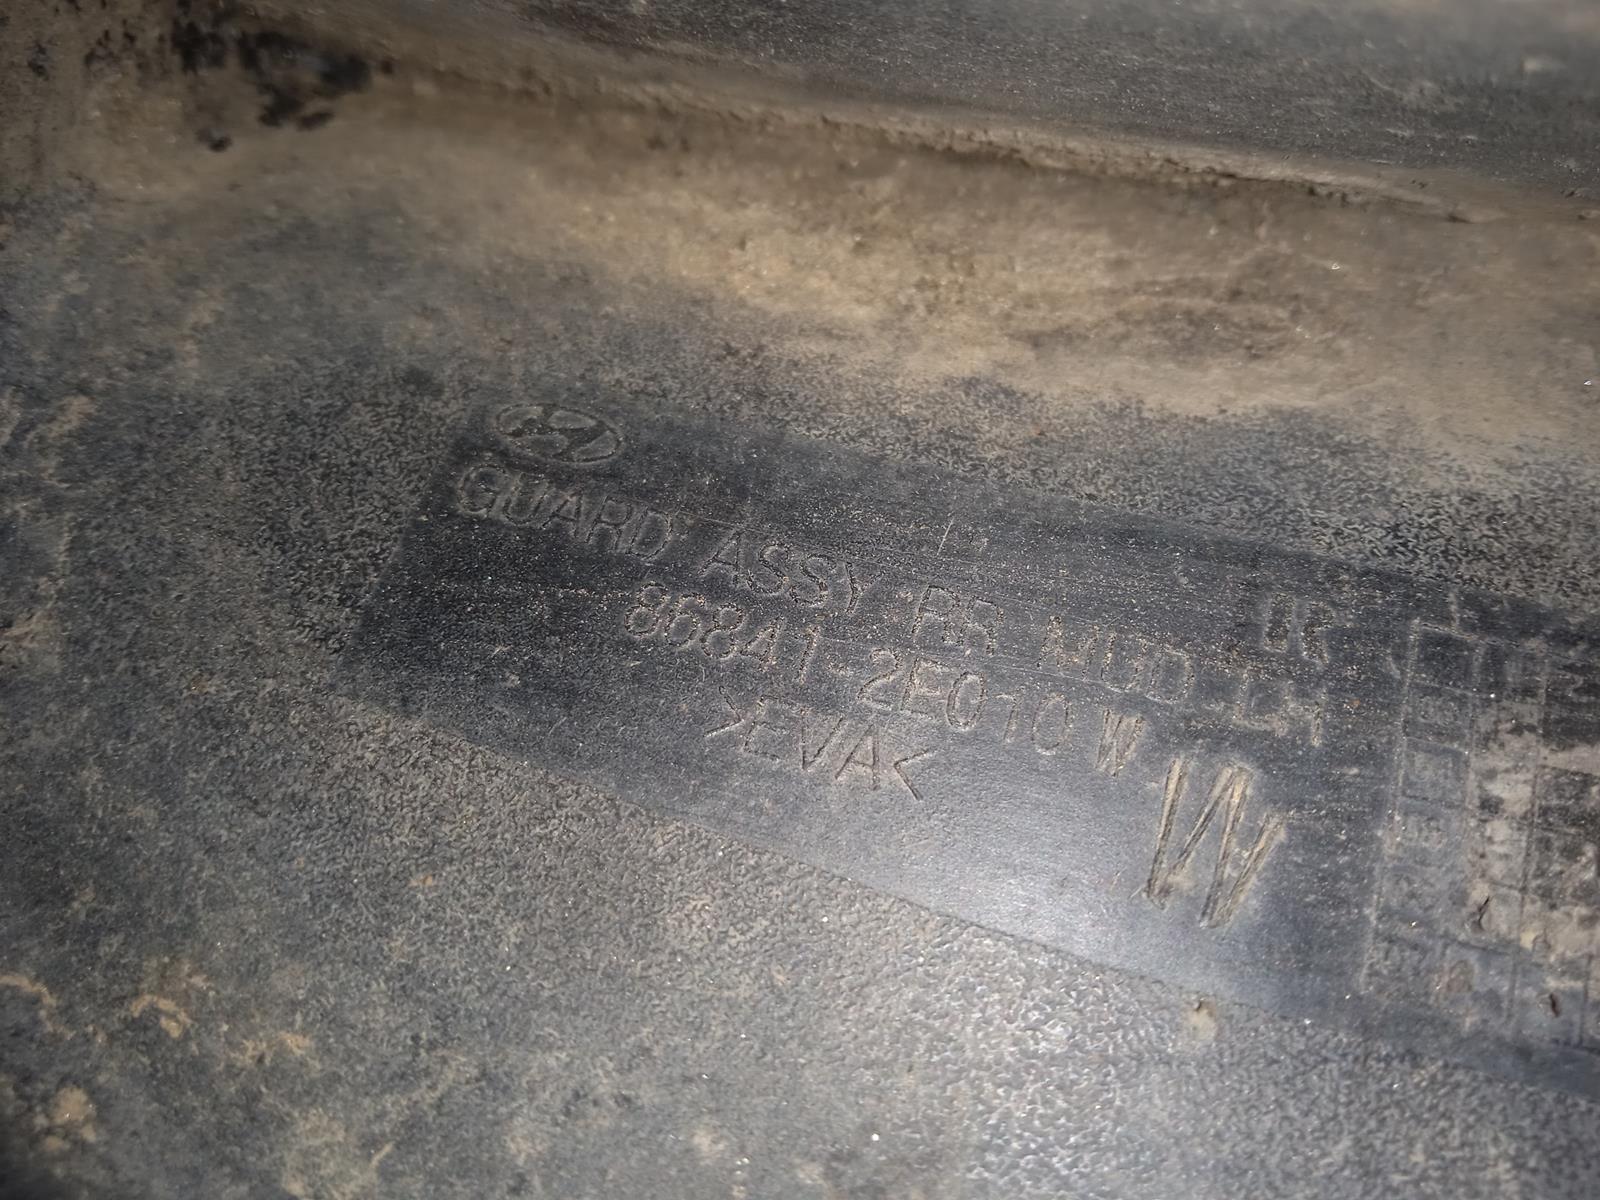 GUARD ASSY RR MUD LH
86841-2E010 W
>EVA<
W